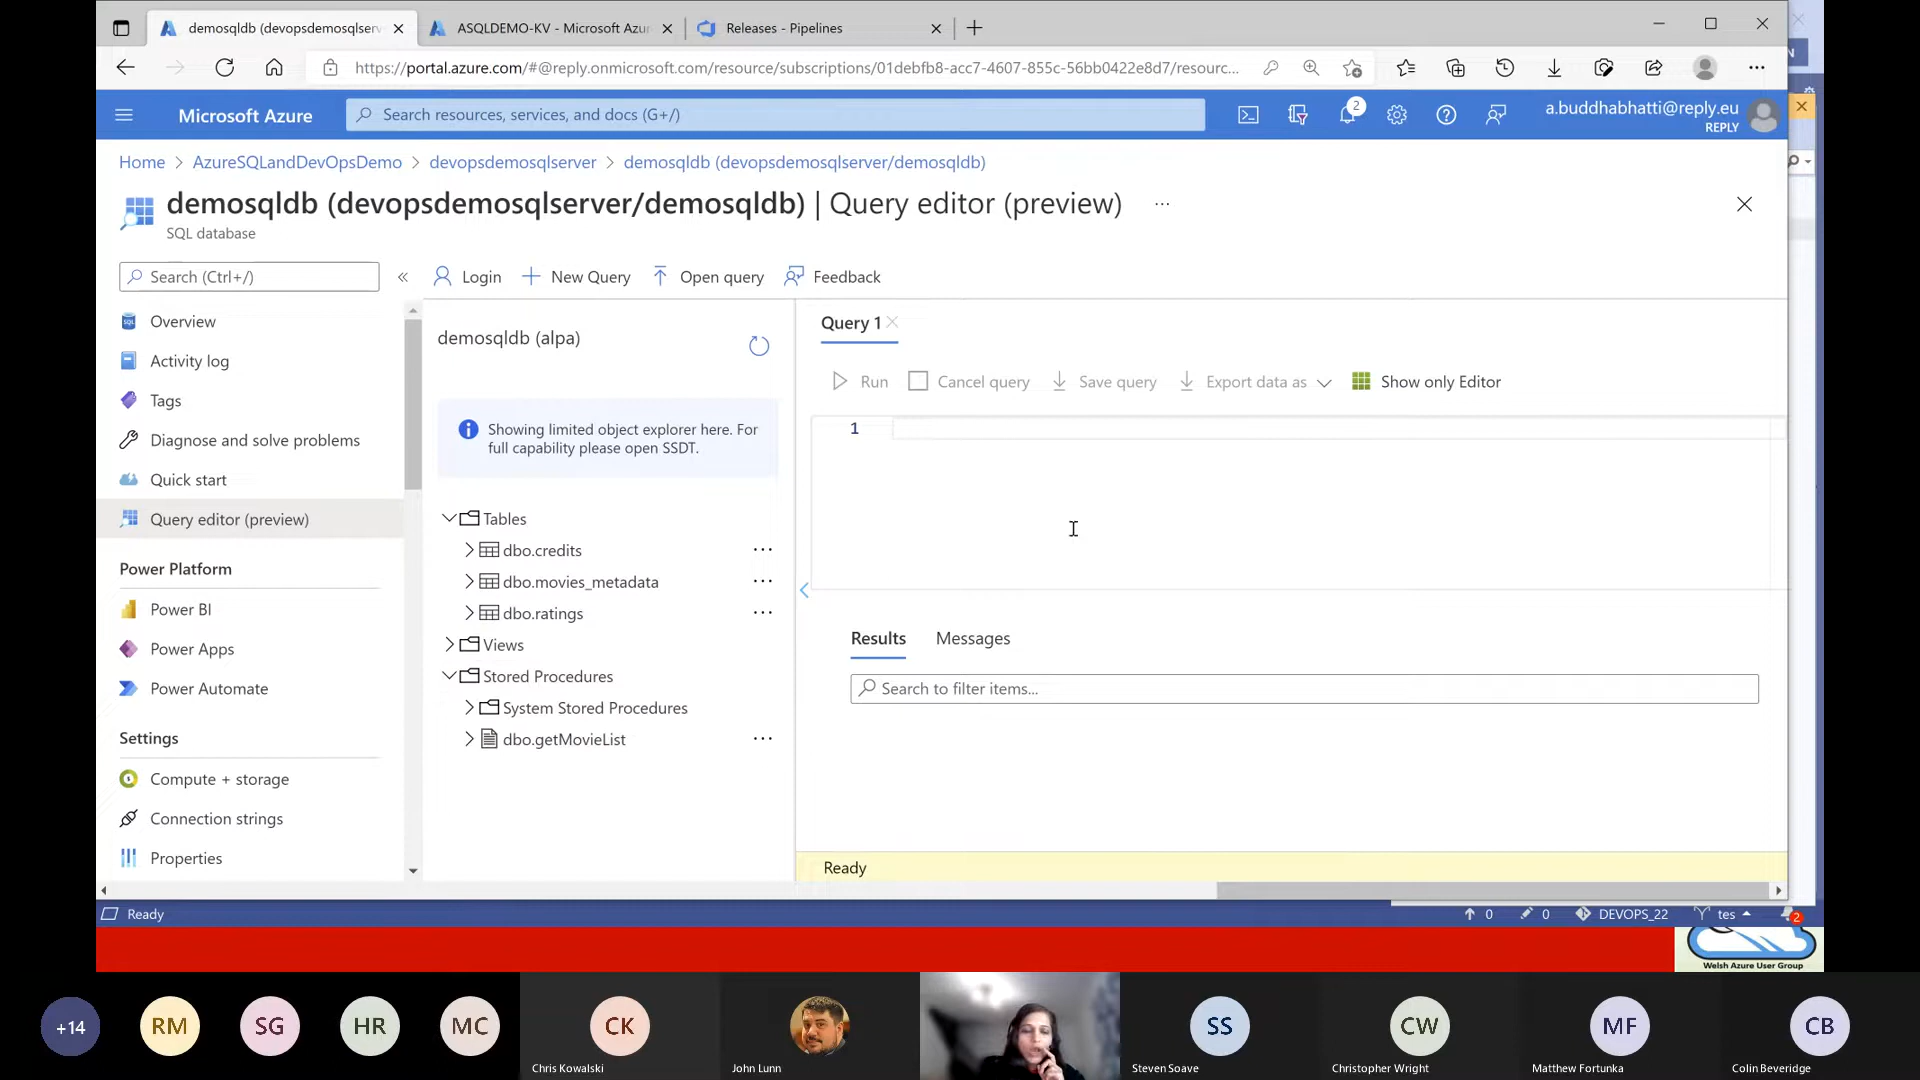 demosqldb (devopsdemosqlserv
ASQLDEMO-KV - Microsoft Azur
Releases - Pipelines
https://portal.azure.com/#@reply.onmicrosoft.com/resource/subscriptions/01debfb8-acc7-4607-855c-56bb0422e8d7/resourc...
Microsoft Azure
Search resources, services, and docs (G+/)
2
a.buddhabhatti@reply.eu
REPLY
Home > AzureSQLandDevOpsDemo > devopsdemosqlserver > demosqldb (devopsdemosqlserver/demosqldb)
demosqldb (devopsdemosqlserver/demosqldb) | Query editor (preview) ...
SQL database
Search (Ctrl+/)
«
Login
New Query
Open query
Feedback
Overview
Activity log
Tags
Diagnose and solve problems
Quick start
Query editor (preview)
Power Platform
Power BI
Power Apps
Power Automate
Settings
Compute + storage
Connection strings
Properties
demosqldb (alpa)
Showing limited object explorer here. For
full capability please open SSDT.
Tables
dbo.credits
dbo.movies_metadata
dbo.ratings
Views
Stored Procedures
System Stored Procedures
dbo.getMovieList
Query 1
Run
Cancel query
Save query
Export data as
Show only Editor
1
Results
Messages
Search to filter items...
Ready
Ready
0
0
DEVOPS_22
tes
2
Welsh Azure User Group
+14
RM
SG
HR
MC
CK
Chris Kowalski
John Lunn
SS
Steven Soave
CW
Christopher Wright
MF
Matthew Fortunka
CB
Colin Beveridge